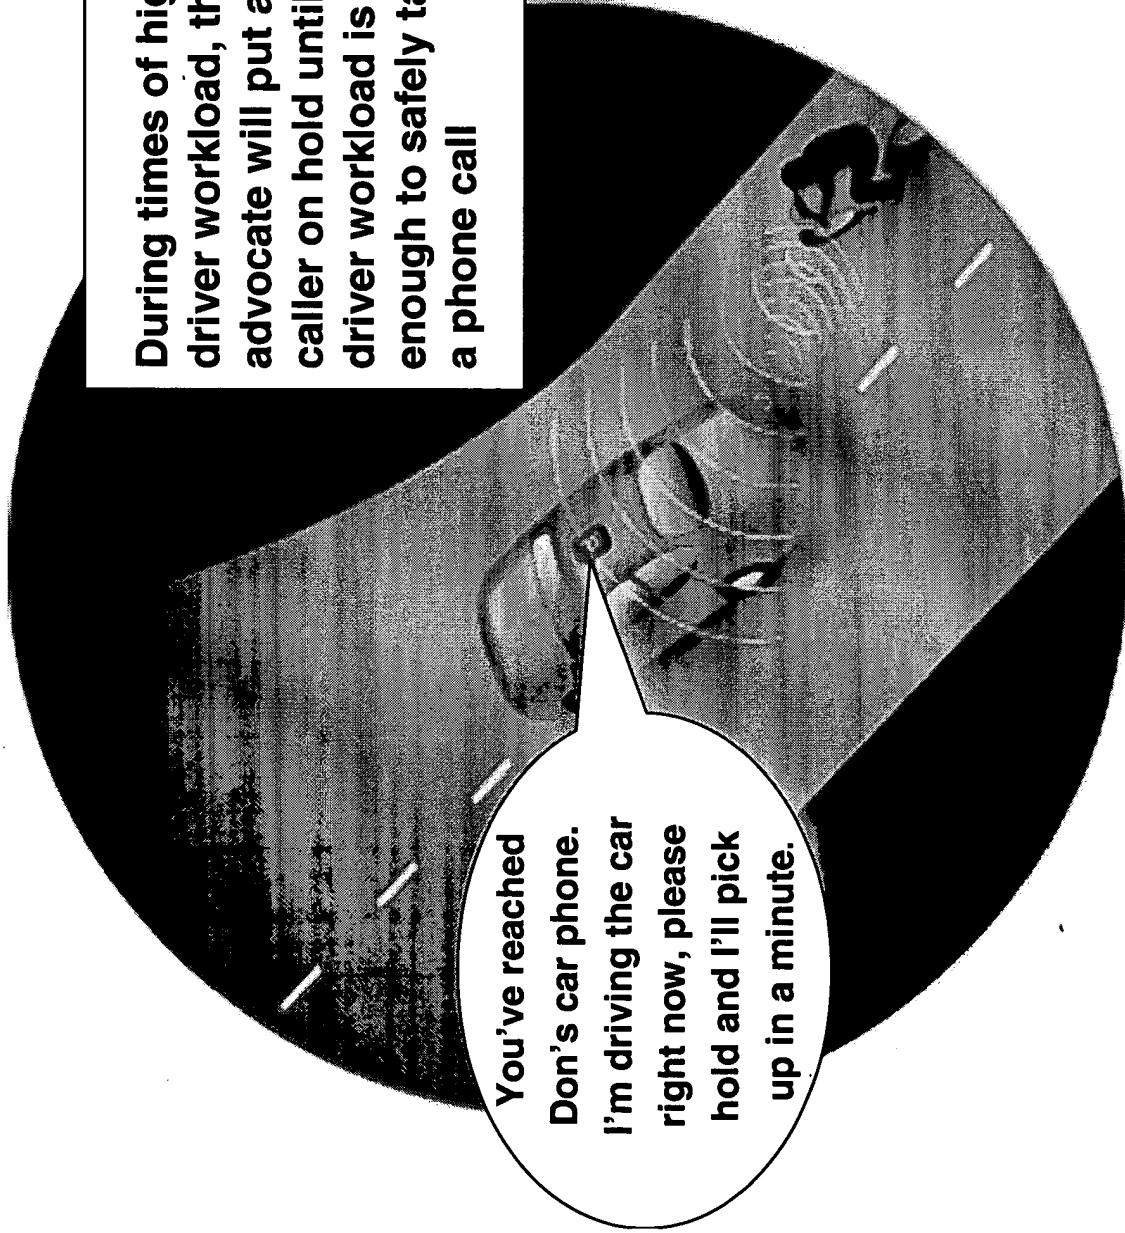 During times of hig
driver workload, th
advocate will put a
caller on hold until
driver workload is
enough to safely ta
a phone call
You've reached
Don's car phone.
I'm driving the car
right now, please
hold and I'll pick
up in a minute.